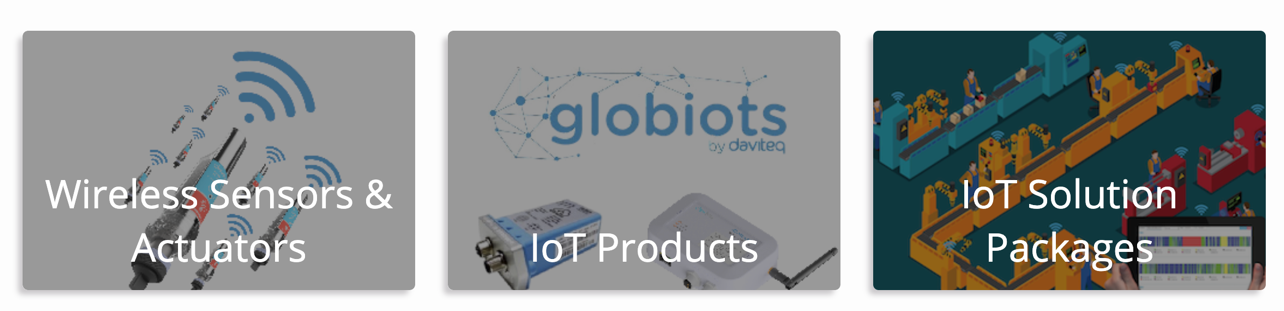 Wireless Sensors &
Actuators
globiots
by daviteq
IoT Products
IoT Solution
Packages